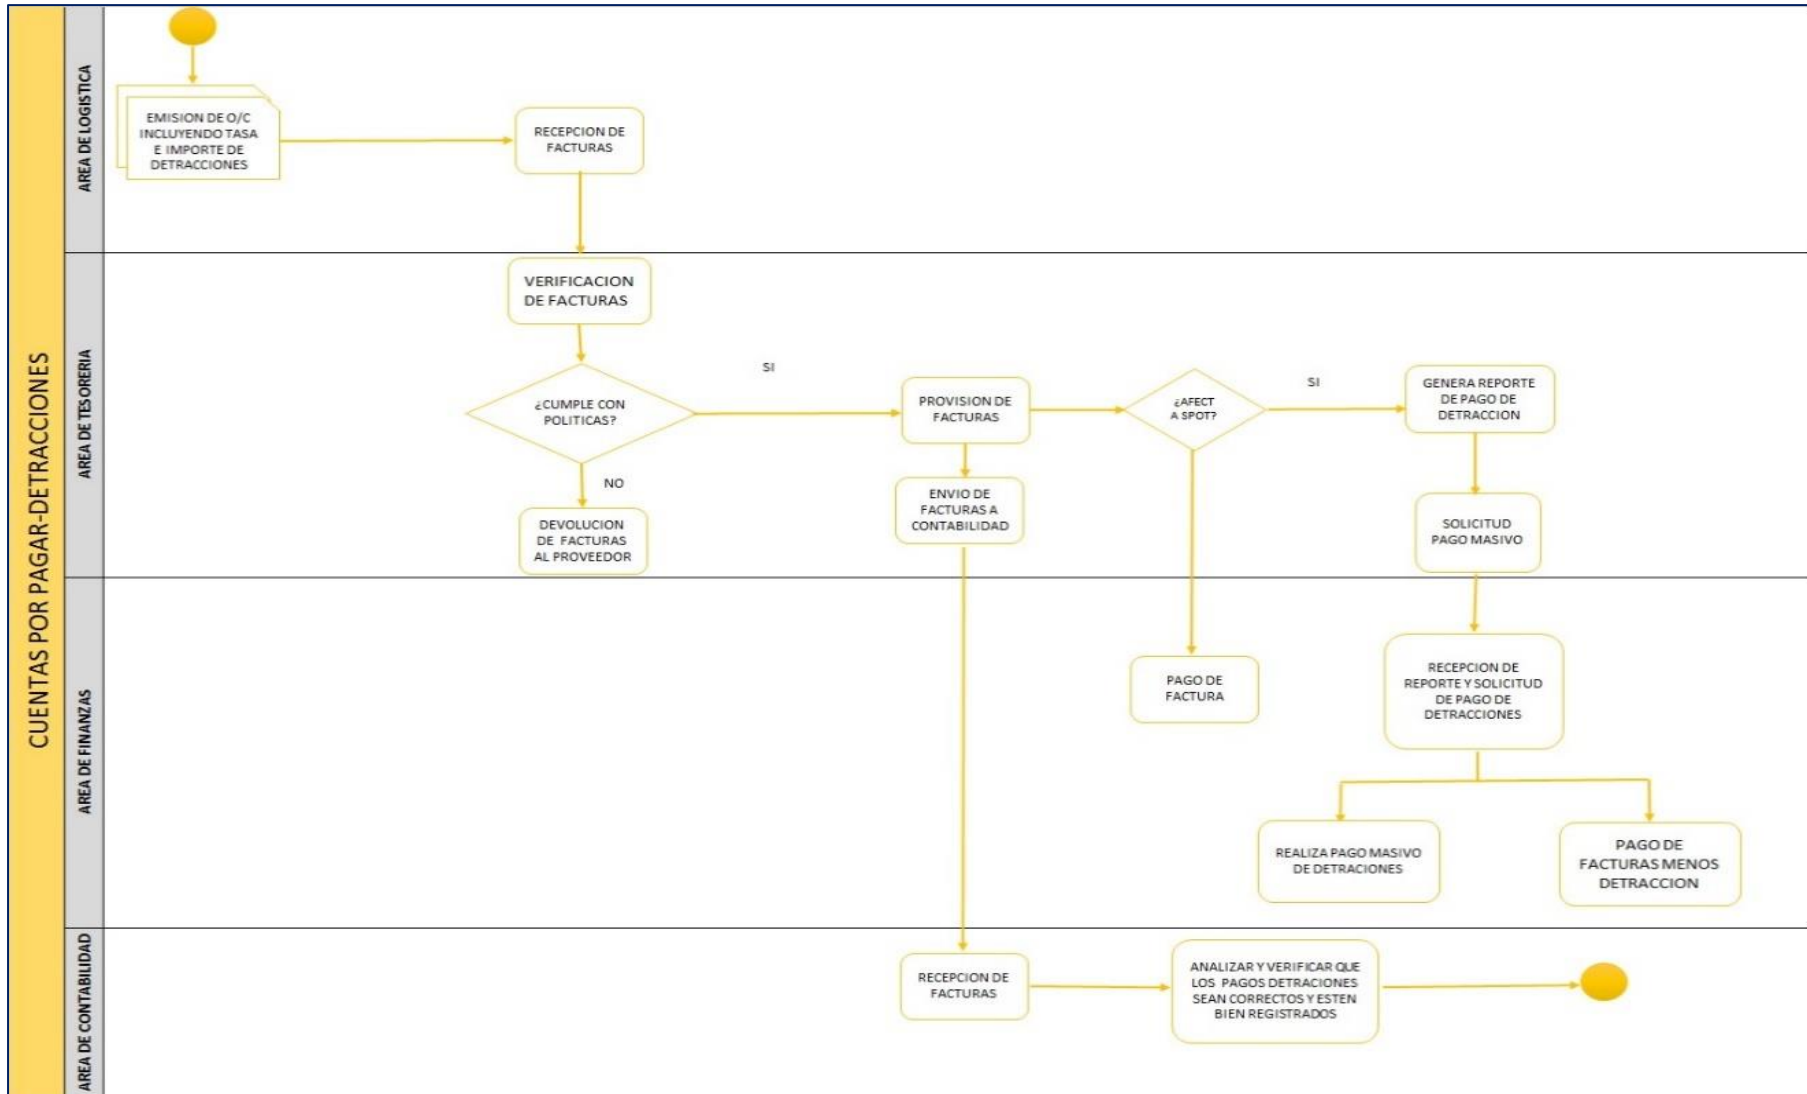 CUENTAS POR PAGAR-DETRACCIONES
AREA DE LOGISTICA
EMISION DE O/C
INCLUYENDO TASA
E IMPORTE DE
DETRACCIONES
RECEPCION DE
FACTURAS
AREA DE TESORERIA
VERIFICACION
DE FACTURAS
¿CUMPLE CON
POLITICAS?
SI
NO
DEVOLUCION
DE FACTURAS
AL PROVEEDOR
PROVISION DE
FACTURAS
ENVIO DE
FACTURAS A
CONTABILIDAD
¿AFECT
A SPOT?
SI
GENERA REPORTE
DE PAGO DE
DETRACCION
SOLICITUD
PAGO MASIVO
AREA DE FINANZAS
PAGO DE
FACTURA
RECEPCION DE
REPORTE Y SOLICITUD
DE PAGO DE
DETRACCIONES
REALIZA PAGO MASIVO
DE DETRACIONES
PAGO DE
FACTURAS MENOS
DETRACCION
AREA DE CONTABILIDAD
RECEPCION DE
FACTURAS
ANALIZAR Y VERIFICAR QUE
LOS PAGOS DETRACIONES
SEAN CORRECTOS Y ESTEN
BIEN REGISTRADOS